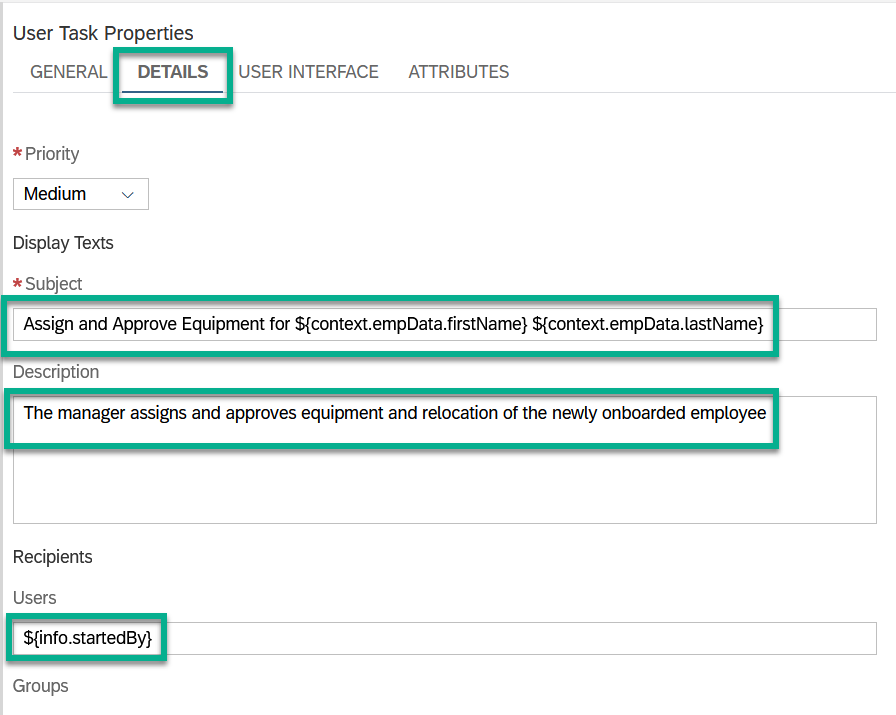 User Task Properties
GENERAL DETAILS USER INTERFACE ATTRIBUTES
* Priority
Medium
Display Texts
* Subject
Assign and Approve Equipment for ${context.empData.firstName} ${context.empData.lastName}
Description
The manager assigns and approves equipment and relocation of the newly onboarded employee
Recipients
Users
${info.startedBy}
Groups